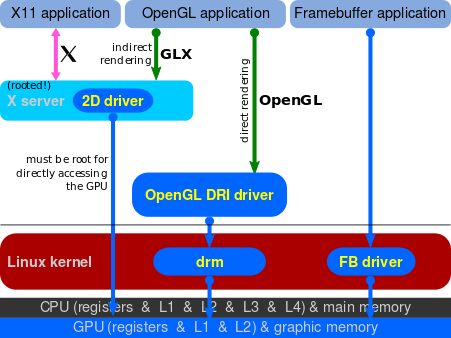 X11 application
OpenGL application
Framebuffer application
indirect
rendering
GLX
X
(rooted!)
X server
2D driver
direct rendering
OpenGL
must be root for
directly accessing
the GPU
OpenGL DRI driver
Linux kernel
drm
FB driver
CPU (registers & L1 & L2 & L3 & L4) & main memory
GPU (registers & L1 & L2) & graphic memory